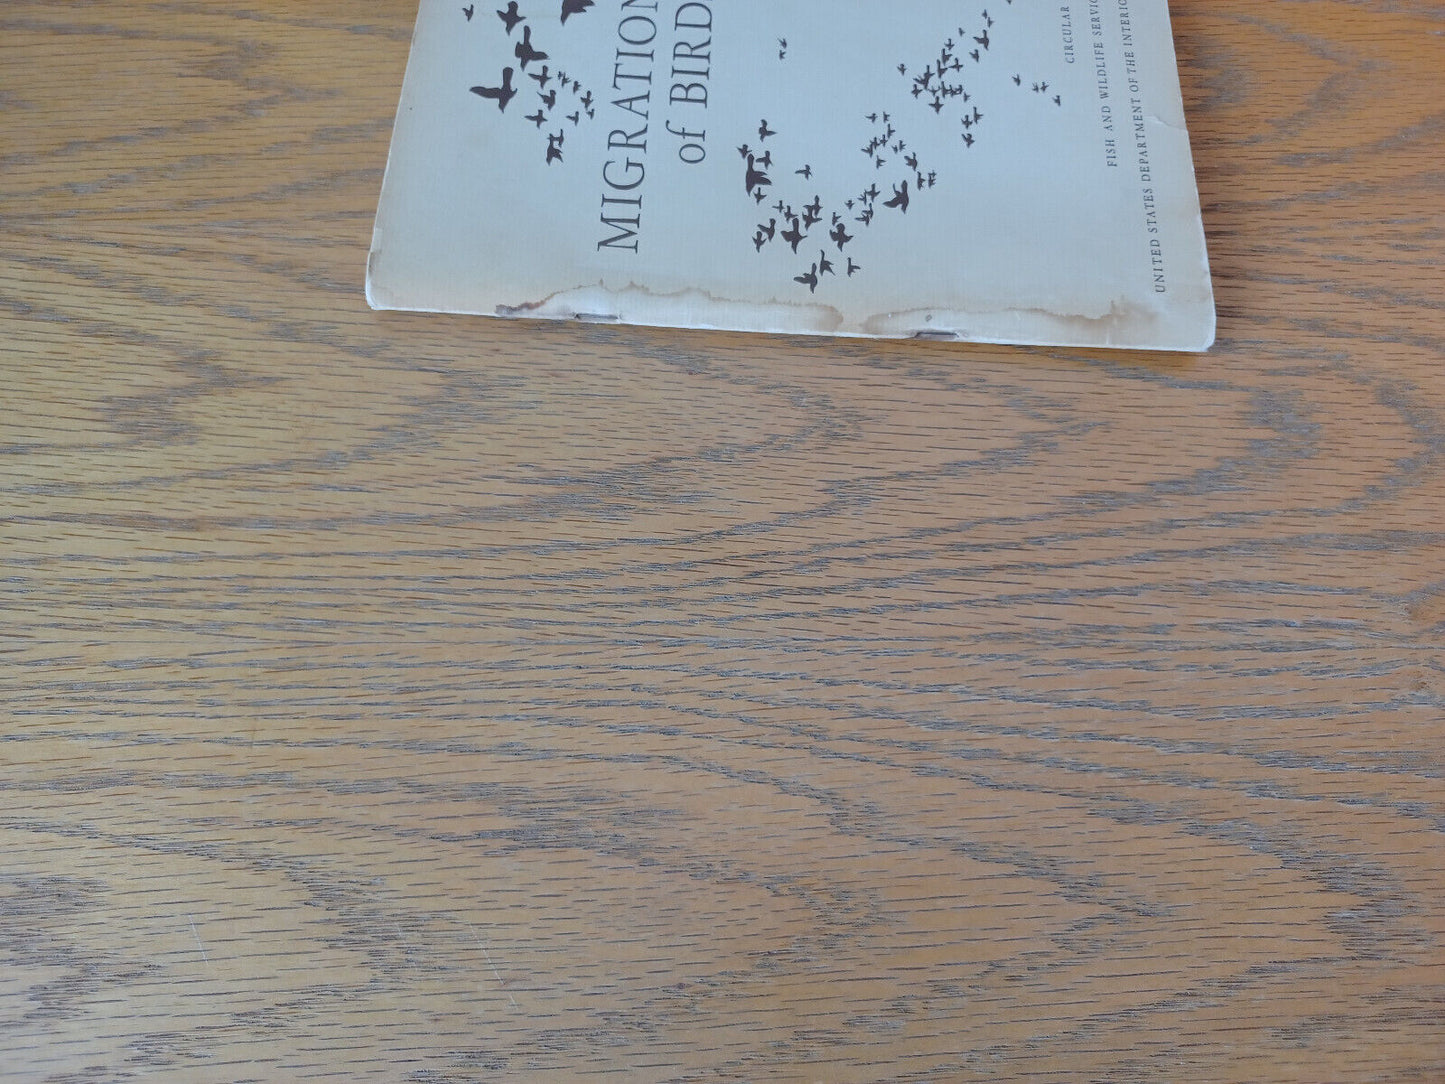 MIGRATION
of BIRD
CIRCULAR
FISH AND WILDLIFE SERVIC
UNITED STATES DEPARTMENT OF THE INTERIO